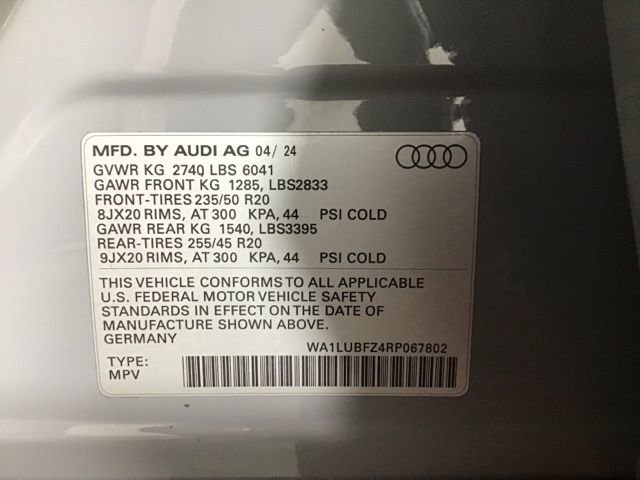 MFD. BY AUDI AG 04/ 24
GVWR KG 2740 LBS 6041
GAWR FRONT KG 1285, LBS2833
FRONT-TIRES 235/50 R20
8JX20 RIMS, AT 300 KPA, 44 PSI COLD
GAWR REAR KG 1540, LBS3395
REAR-TIRES 255/45 R20
9JX20 RIMS, AT 300 KPA, 44 PSI COLD
THIS VEHICLE CONFORMS TO ALL APPLICABLE
U.S. FEDERAL MOTOR VEHICLE SAFETY
STANDARDS IN EFFECT ON THE DATE OF
MANUFACTURE SHOWN ABOVE.
GERMANY
WA1LUBFZ4RP067802
TYPE:
MPV